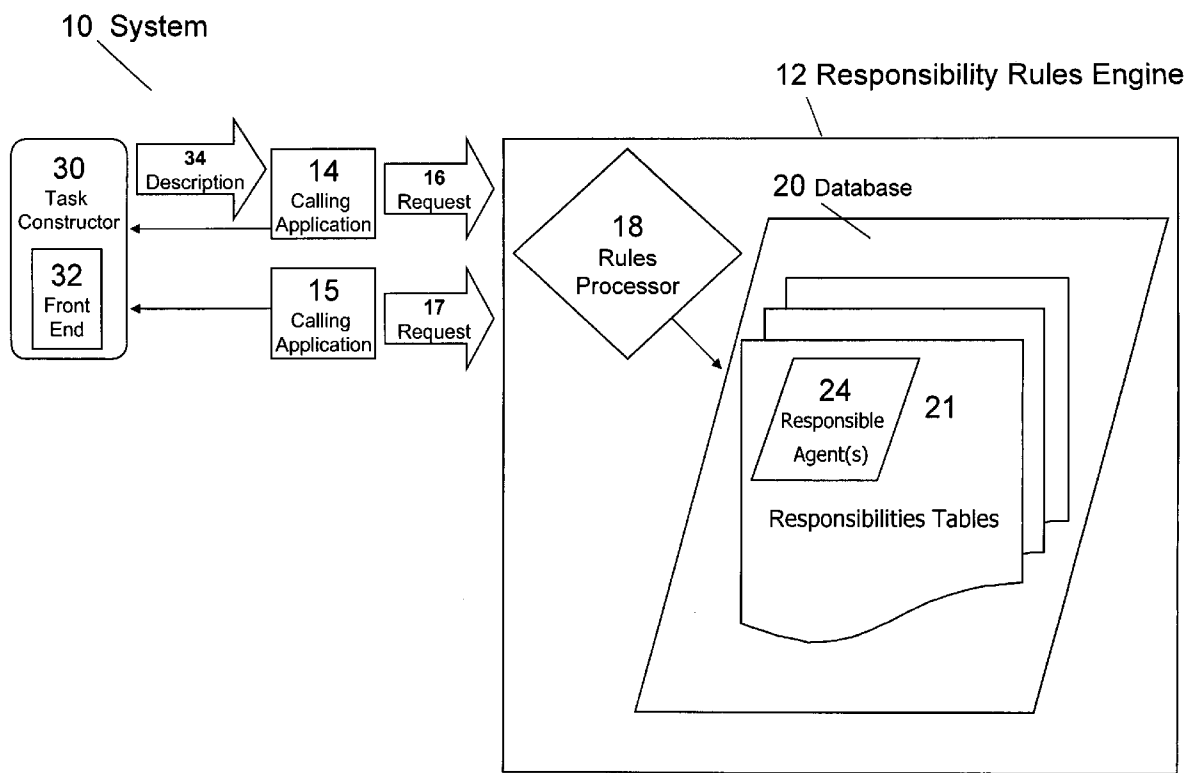 10 System
12 Responsibility Rules Engine
30
Task
Constructor
32
Front
End
34
Description
14
Calling
Application
16
Request
15
Calling
Application
17
Request
18
Rules
Processor
20 Database
24
Responsible
Agent(s)
21
Responsibilities Tables